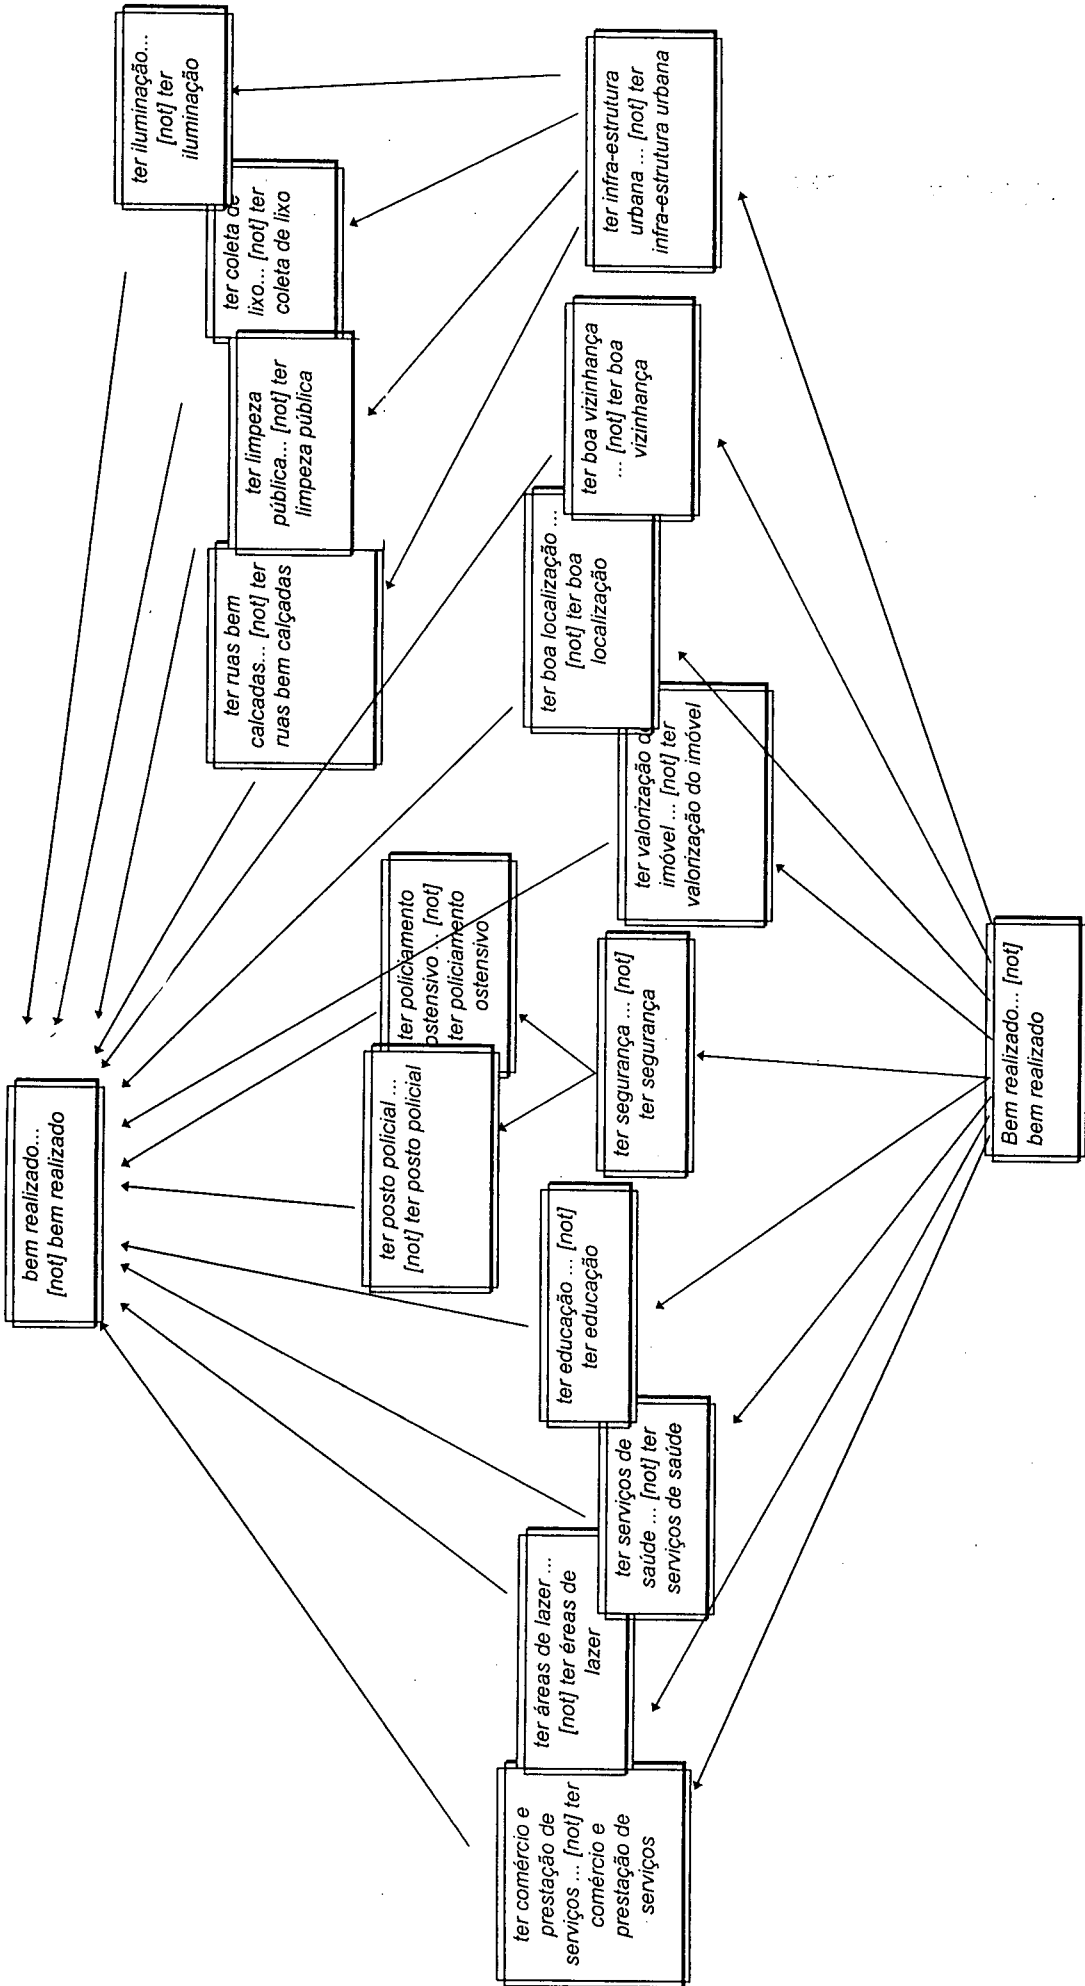 bem realizado...
[not] bem realizado
ter iluminação...
[not] ter
iluminação
ter coleta de
lixo... [not] ter
coleta de lixo
ter limpeza
pública... [not] ter
limpeza pública
ter ruas bem
calcadas... [not] ter
ruas bem calçadas
ter policiamento
ostensivo ... [not]
ter policiamento
ostensivo
ter posto policial ...
[not] ter posto policial
ter comércio e
prestação de
serviços ... [not] ter
comércio e
prestação de
serviços
ter áreas de lazer ...
[not] ter éreas de
lazer
ter serviços de
saúde ... [not] ter
serviços de saúde
ter educação ... [not]
ter educação
ter segurança ... [not]
ter segurança
ter valorização do
imóvel ... [not] ter
valorização do imóvel
ter boa localização ...
[not] ter boa
localização
ter boa vizinhança
... [not] ter boa
vizinhança
ter infra-estrutura
urbana ... [not] ter
infra-estrutura urbana
Bem realizado... [not]
bem realizado